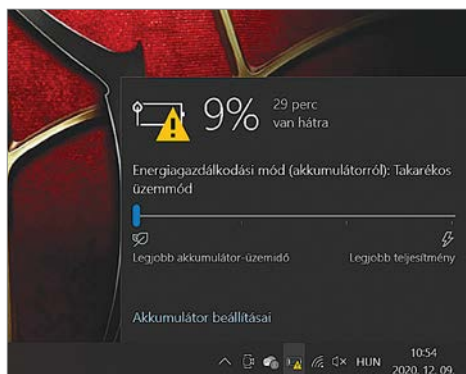 9%
29 perc
van hátra
Energiagazdálkodási mód (akkumulátorról): Takarékos
üzemmód
Legjobb akkumulátor-üzemidő
Legjobb teljesítmény
Akkumulátor beállításai
HUN
10:54
2020. 12. 09.